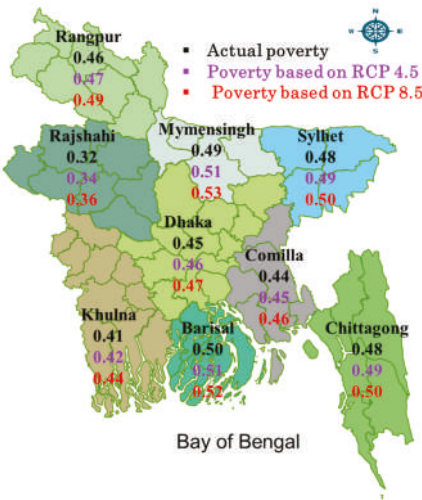 N
W
E
S
Actual poverty
Poverty based on RCP 4.5
Poverty based on RCP 8.5
Rangpur
0.46
0.47
0.49
Rajshahi
0.32
0.34
0.36
Mymensingh
0.49
0.51
0.53
Sylhet
0.48
0.49
0.50
Dhaka
0.45
0.46
0.47
Comilla
0.44
0.45
0.46
Khulna
0.41
0.42
0.44
Barisal
0.50
0.51
0.52
Chittagong
0.48
0.49
0.50
Bay of Bengal